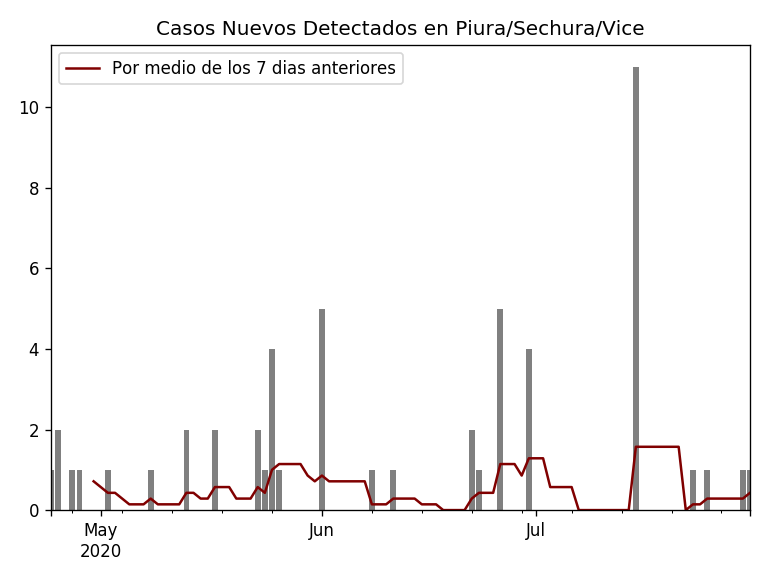 Casos Nuevos Detectados en Piura/Sechura/Vice
Por medio de los 7 dias anteriores
10
8
6
4
2
0
May
2020
Jun
Jul